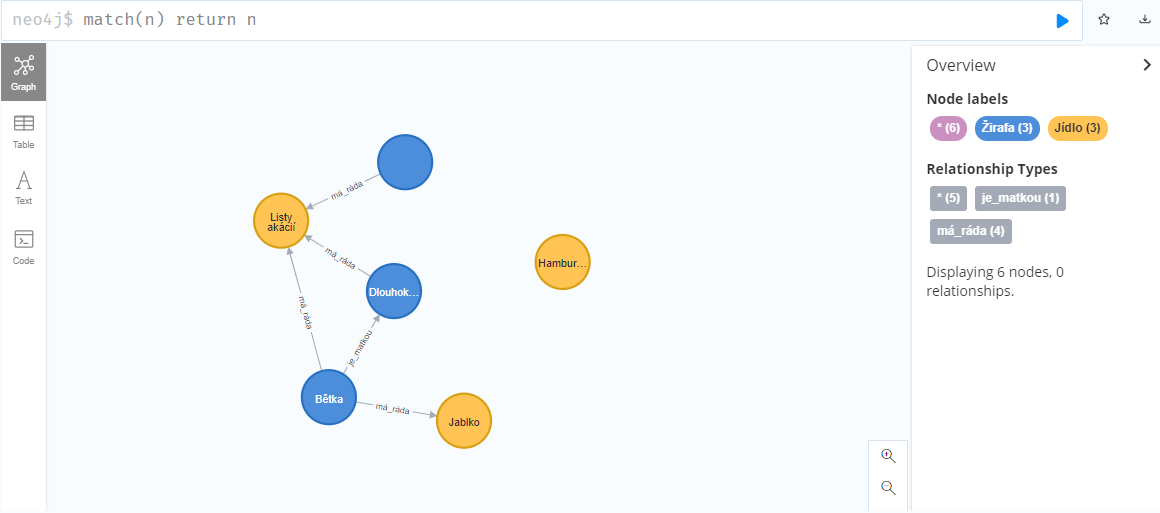 neo4j$ match(n) return n
Graph
Table
Text
Code
má_ráda
Listy
akácií
má_ráda
Dlouhok...
Hambur...
má_ráda
je_matkou
Bětka
má_ráda
Jablko
Overview
Node labels
* (6) Žirafa (3) Jídlo (3)
Relationship Types
* (5) je_matkou (1)
má_ráda (4)
Displaying 6 nodes, 0
relationships.